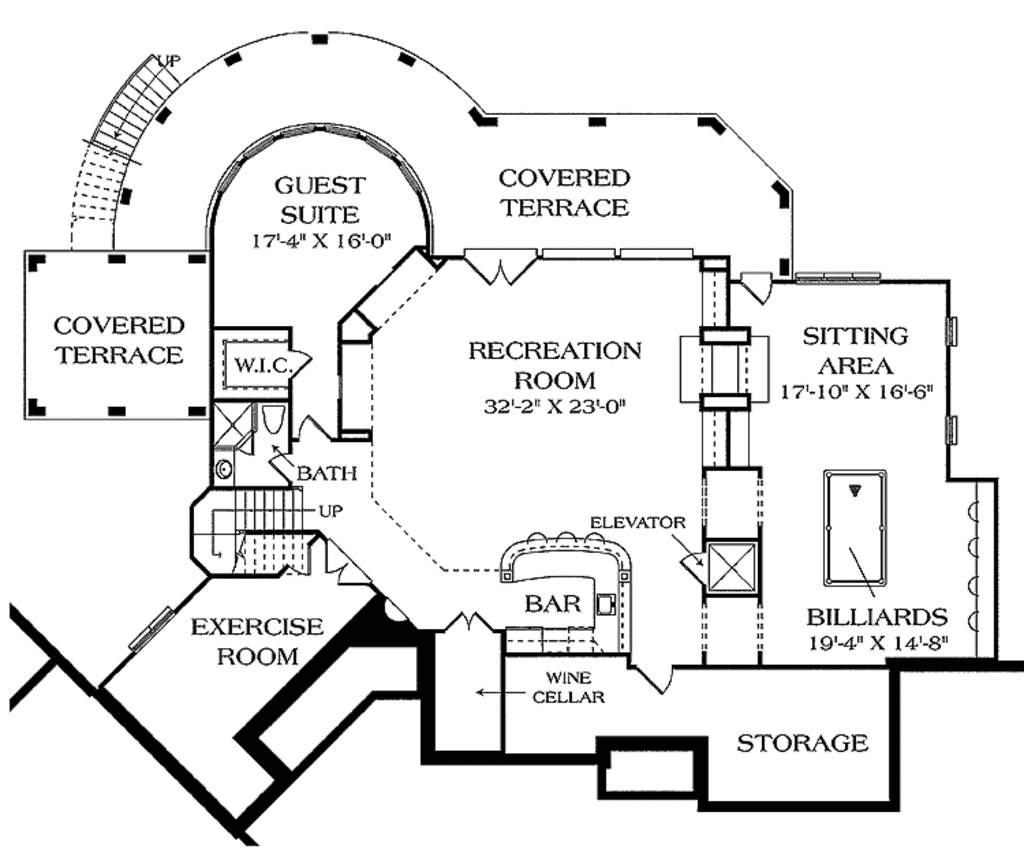 UP
GUEST
SUITE
17'-4" X 16'-0"
COVERED
TERRACE
COVERED
TERRACE
W.I.C.
RECREATION
ROOM
32'-2" X 23'-0"
SITTING
AREA
17'-10" X 16'-6"
BATH
UP
ELEVATOR
BAR
BILLIARDS
19'-4" X 14'-8"
EXERCISE
ROOM
WINE
CELLAR
STORAGE